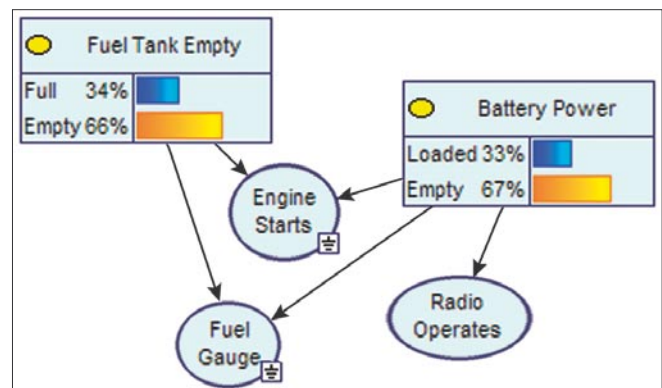 Fuel Tank Empty
Full 34%
Empty 66%
Battery Power
Loaded 33%
Empty 67%
Engine
Starts
Fuel
Gauge
Radio
Operates